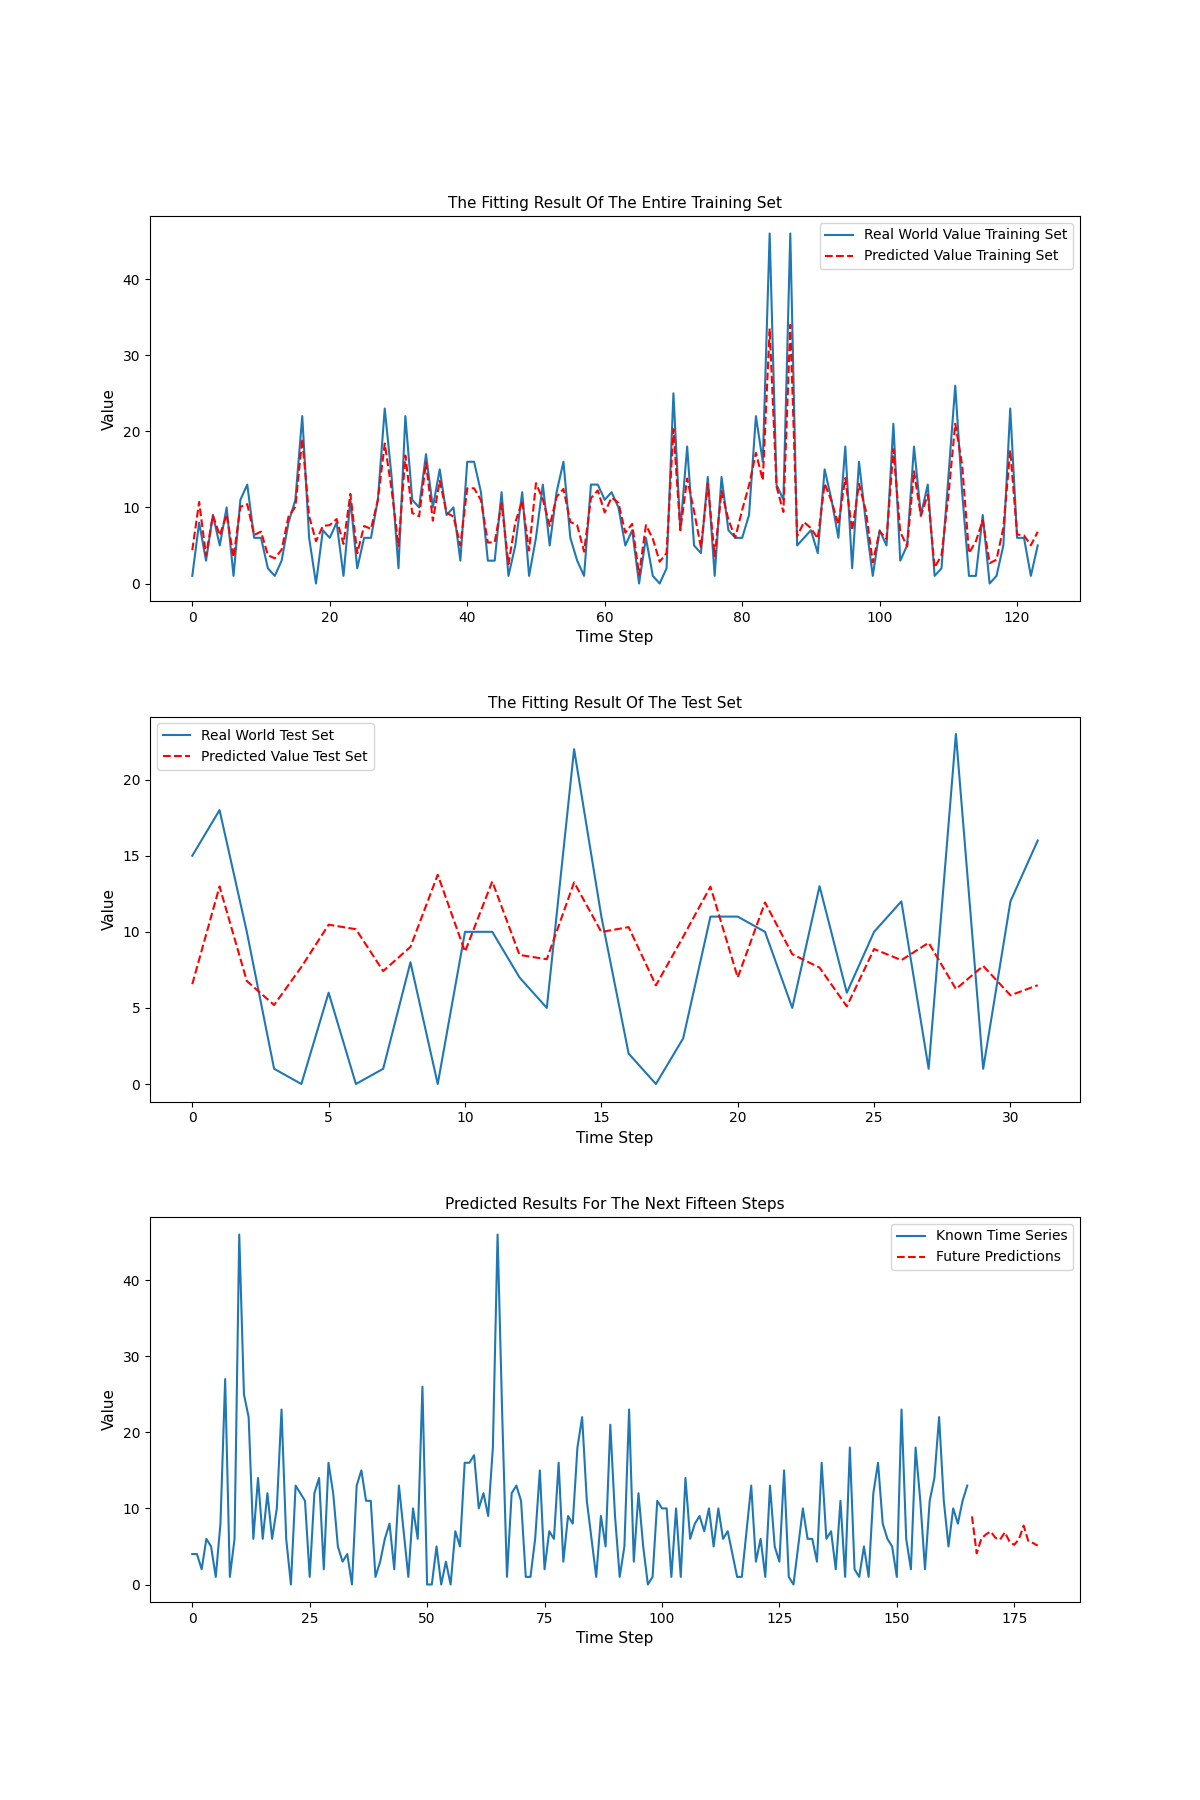 The Fitting Result Of The Entire Training Set
Real World Value Training Set
Predicted Value Training Set
Value
40
30
20
10
0
0 20 40 60 80 100 120
Time Step
The Fitting Result Of The Test Set
Real World Test Set
Predicted Value Test Set
Value
20
15
10
5
0
0 5 10 15 20 25 30
Time Step
Predicted Results For The Next Fifteen Steps
Known Time Series
Future Predictions
Value
40
30
20
10
0
0 25 50 75 100 125 150 175
Time Step